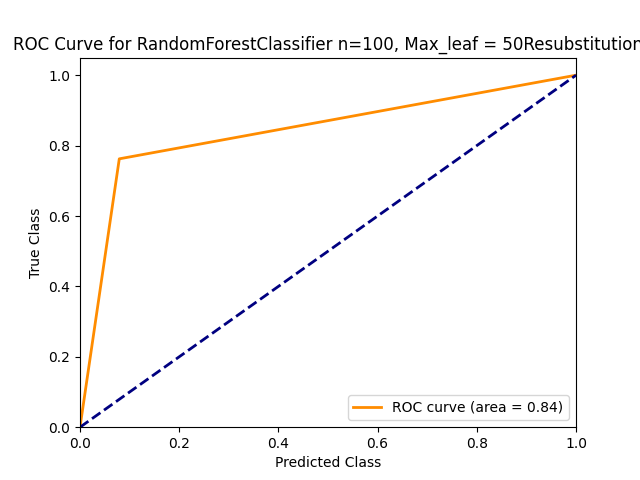 ROC Curve for RandomForestClassifier n=100, Max_leaf = 50Resubstitution
1.0
0.8
0.6
0.4
0.2
0.0
True Class
ROC curve (area = 0.84)
0.0 0.2 0.4 0.6 0.8 1.0
Predicted Class